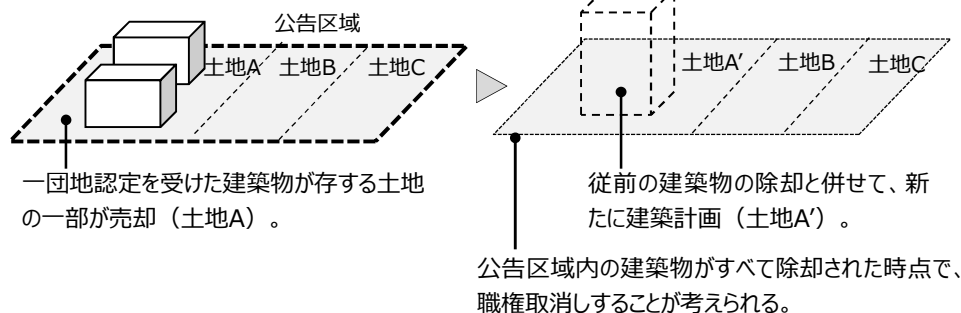 公告区域
土地A 土地B 土地C
一団地認定を受けた建築物が存する土地
の一部が売却（土地A）。
土地A′ 土地B 土地C
従前の建築物の除却と併せて、新
たに建築計画（土地A′）。
公告区域内の建築物がすべて除却された時点で、
職権取消しすることが考えられる。